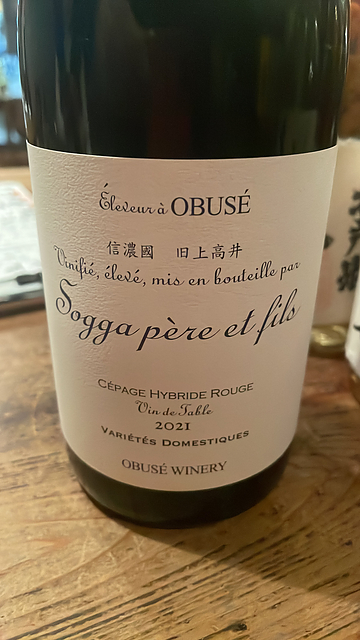 Éleveur à OBUSÉ
信濃國 旧上高井
Vinifié, élevé, mis en bouteille par
Sogga père et fils
CÉPAGE HYBRIDE ROUGE
Vin de Table
2021
VARIÉTÉS DOMESTIQUES
OBUSÉ WINERY